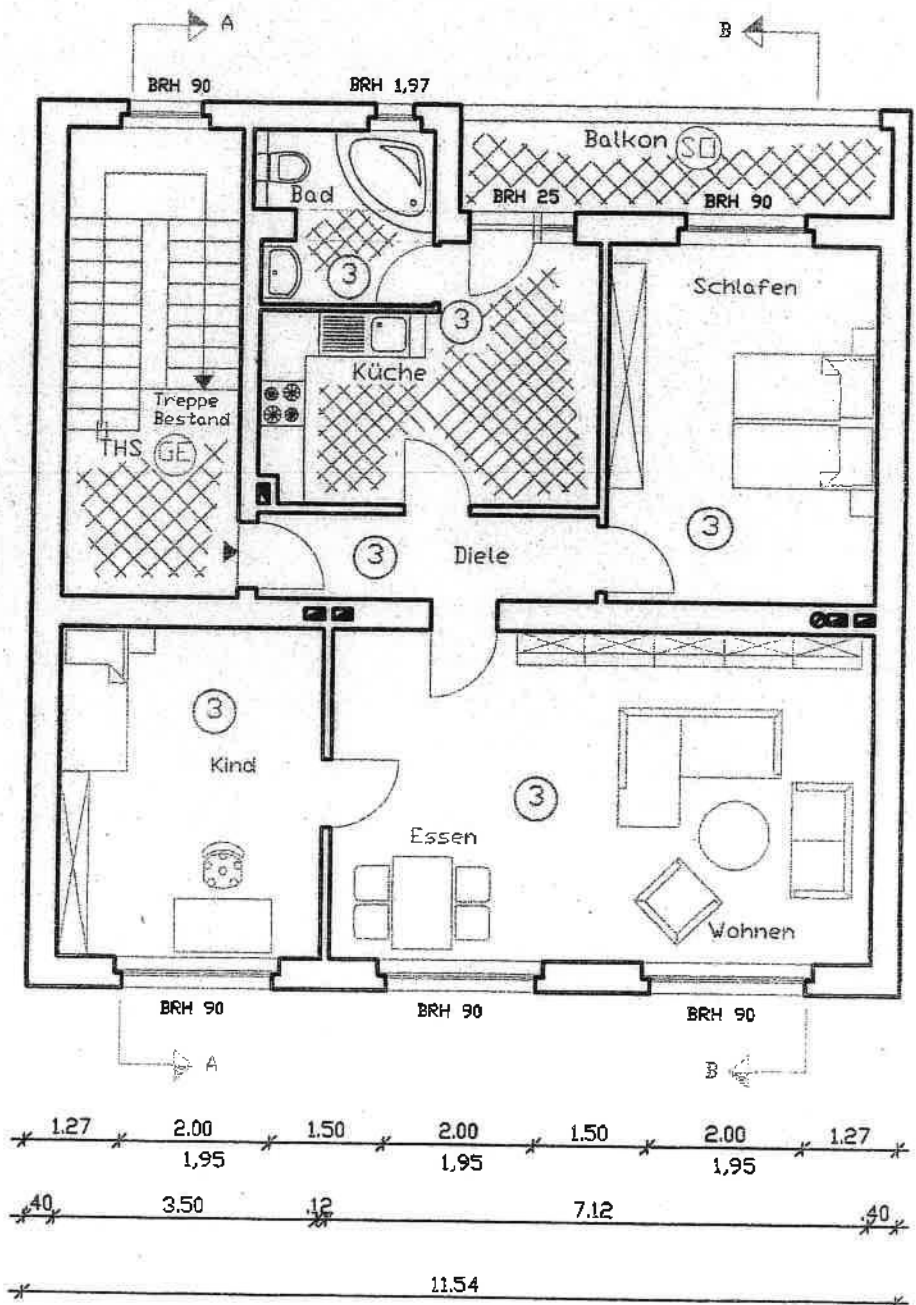 A
B
BRH 90
BRH 1,97
Balkon SO
Bad
BRH 25
BRH 90
3
Schlafen
3
Küche
Treppe
Bestand
THS GE
3
3
Diele
3
Kind
3
Essen
Wohnen
BRH 90
BRH 90
BRH 90
A
B
1.27 2.00 1.50 2.00 1.50 2.00 1.27
1,95 1,95 1,95
.40 3.50 .12 7.12 .40
11.54